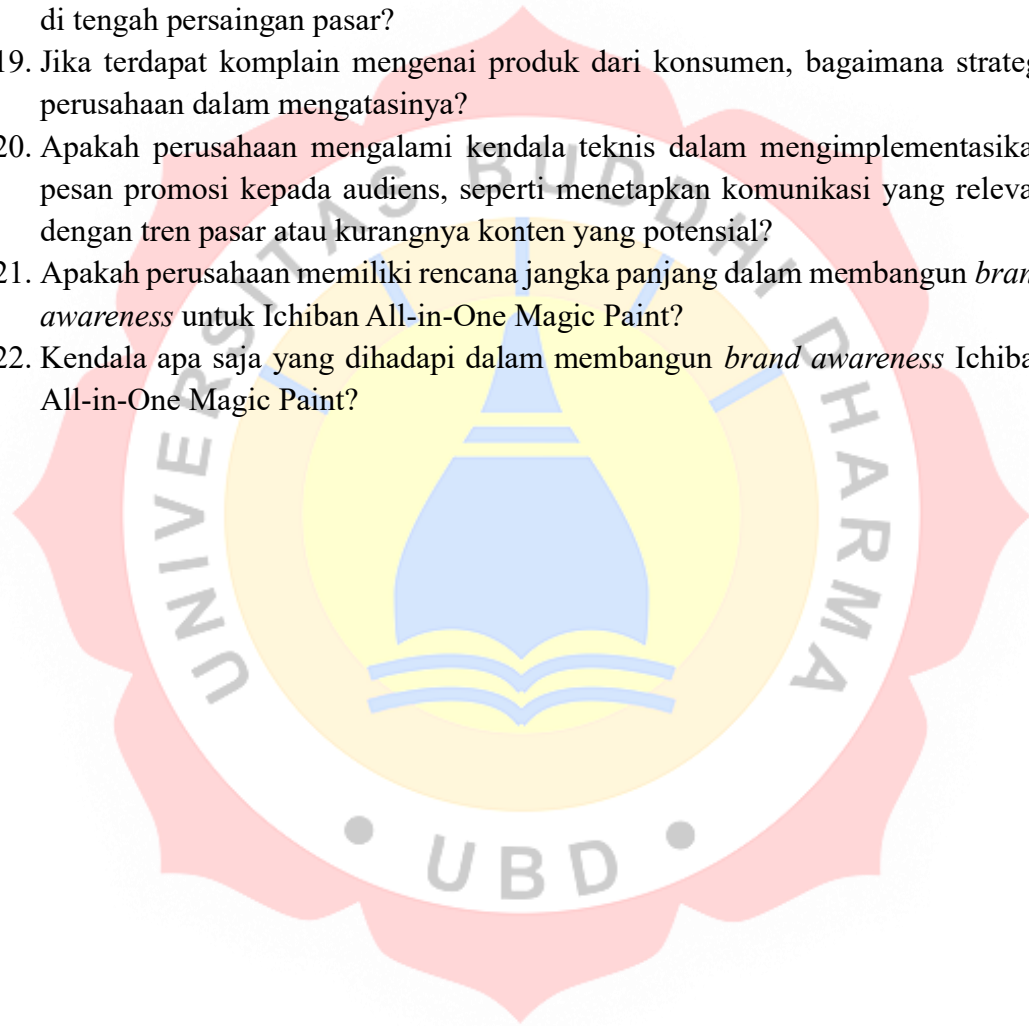 di tengah persaingan pasar?
19. Jika terdapat komplain mengenai produk dari konsumen, bagaimana strateg
perusahaan dalam mengatasinya?
20. Apakah perusahaan mengalami kendala teknis dalam mengimplementasika
pesan promosi kepada audiens, seperti menetapkan komunikasi yang releva
dengan tren pasar atau kurangnya konten yang potensial?
21. Apakah perusahaan memiliki rencana jangka panjang dalam membangun bran
awareness untuk Ichiban All-in-One Magic Paint?
22. Kendala apa saja yang dihadapi dalam membangun brand awareness Ichiba
All-in-One Magic Paint?
UNIVERSITAS BUDDHI DHARMA
• UBD •